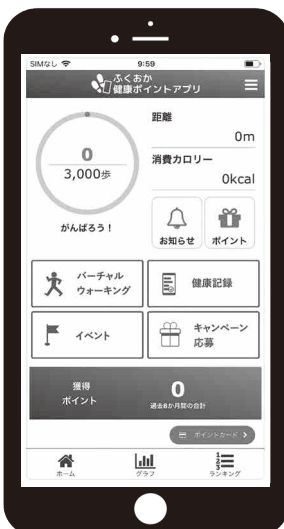 SIMなし
9:59
ふくおか
健康ポイントアプリ
0
3,000歩
がんばろう！
距離
0m
消費カロリー
0kcal
お知らせ
ポイント
バーチャル
ウォーキング
健康記録
イベント
キャンペーン
応募
獲得
ポイント
0
過去6か月間の合計
ポイントカード
ホーム
グラフ
1
2
3
ランキング